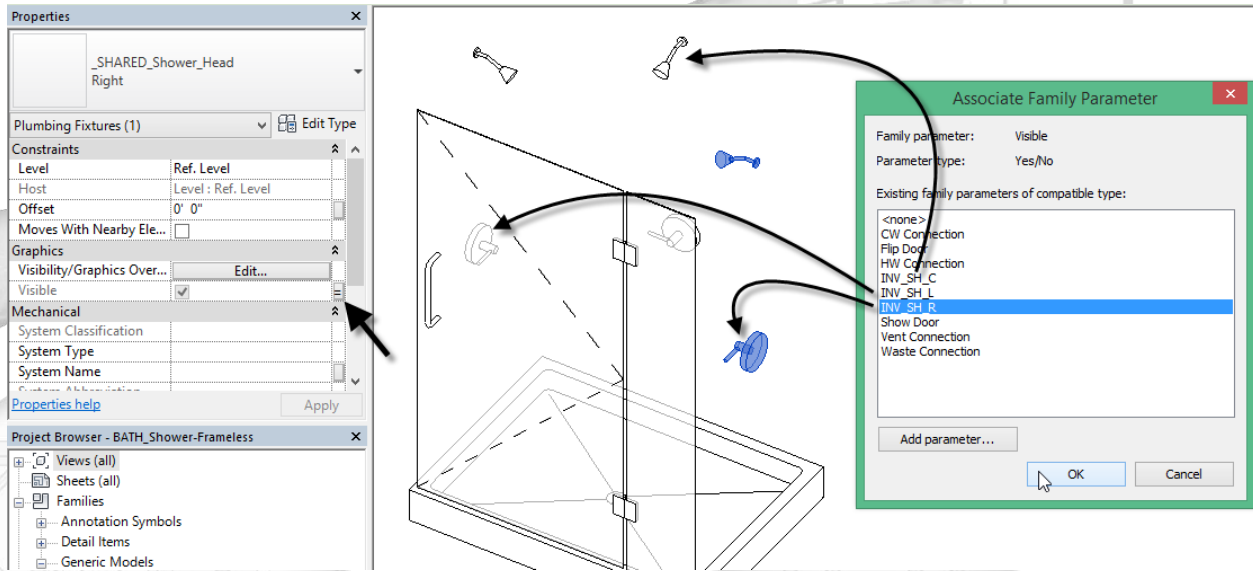 Properties
_SHARED_Shower_Head
Right
Plumbing Fixtures (1)
Edit Type
Constraints
Level Ref. Level
Host Level : Ref. Level
Offset 0' 0"
Moves With Nearby Ele...
Graphics
Visibility/Graphics Over... Edit...
Visible =
Mechanical
System Classification
System Type
System Name
System Abbreviation
Properties help Apply
Project Browser - BATH_Shower-Frameless
Views (all)
Sheets (all)
Families
Annotation Symbols
Detail Items
Generic Models
Associate Family Parameter
Family parameter: Visible
Parameter type: Yes/No
Existing family parameters of compatible type:
<none>
CW Connection
Flip Door
HW Connection
INV_SH_C
INV_SH_L
INV_SH_R
Show Door
Vent Connection
Waste Connection
Add parameter...
OK Cancel